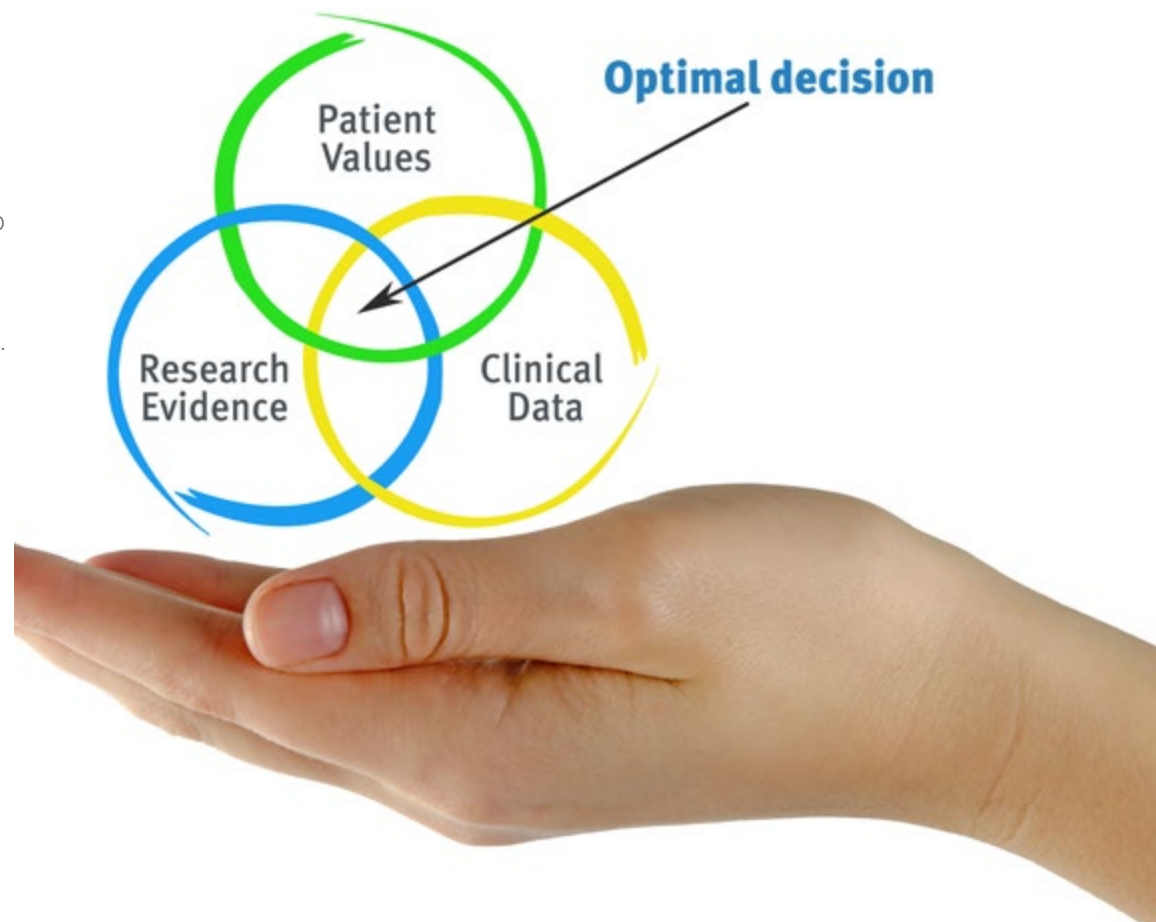 Optimal decision
Patient
Values
Research
Evidence
Clinical
Data